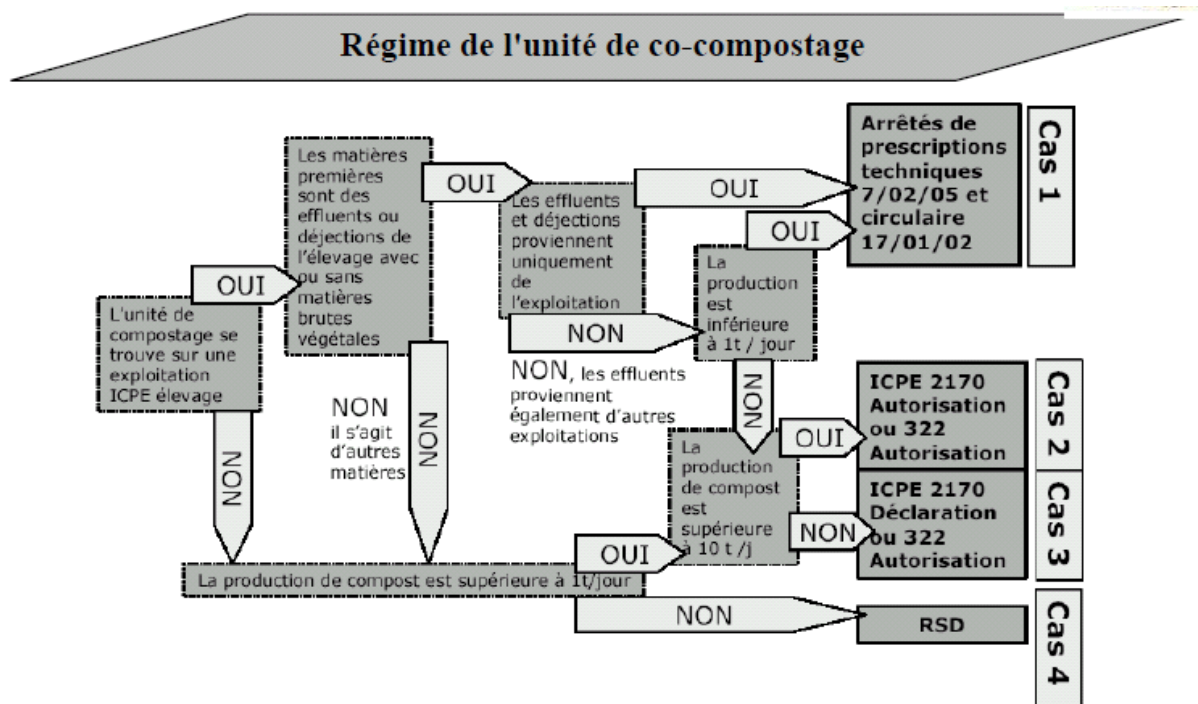 Régime de l'unité de co-compostage
L'unité de
compostage se
trouve sur une
exploitation
ICPE élevage
OUI
NON
Les matières
premières
sont des
effluents ou
déjections de
l'élevage avec
ou sans
matières
brutes
végétales
OUI
NON
il s'agit
d'autres
matières
NON
Les effluents
et déjections
proviennent
uniquement
de
l'exploitation
OUI
NON
NON, les effluents
proviennent
également d'autres
exploitations
La
production
est
inférieure
à 1t / jour
OUI
NON
La
production
de compost
est
supérieure
à 10 t /j
OUI
NON
La production de compost est supérieure à 1t/jour
OUI
NON
Arrêtés de
prescriptions
techniques
7/02/05 et
circulaire
17/01/02
Cas 1
ICPE 2170
Autorisation
ou 322
Autorisation
Cas 2
ICPE 2170
Déclaration
ou 322
Autorisation
Cas 3
RSD
Cas 4